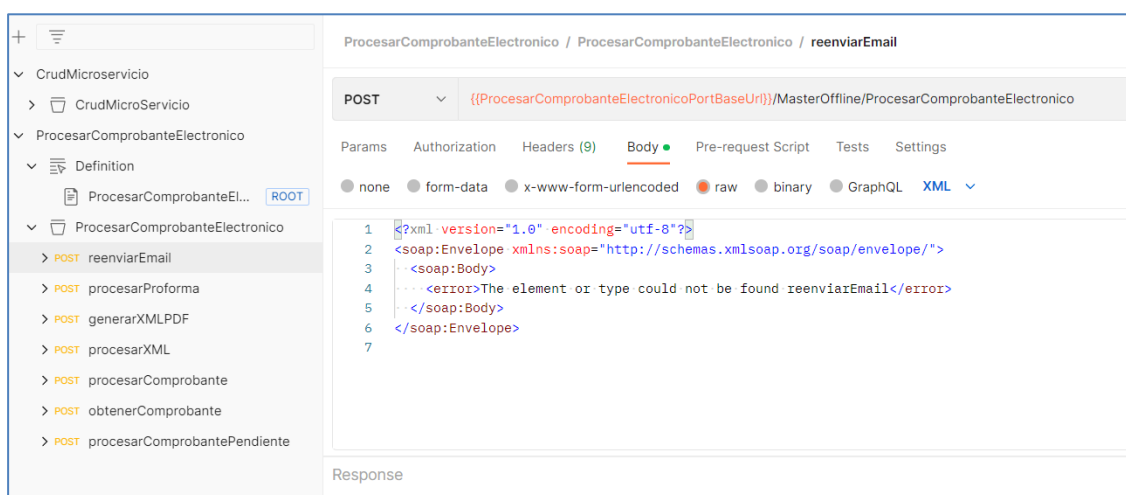 CrudMicroservicio
CrudMicroServicio
ProcesarComprobanteElectronico
Definition
ProcesarComprobanteEl... ROOT
ProcesarComprobanteElectronico
POST reenviarEmail
POST procesarProforma
POST generarXMLPDF
POST procesarXML
POST procesarComprobante
POST obtenerComprobante
POST procesarComprobantePendiente
ProcesarComprobanteElectronico / ProcesarComprobanteElectronico / reenviarEmail
POST {{ProcesarComprobanteElectronicoPortBaseUrl}}/MasterOffline/ProcesarComprobanteElectronico
Params Authorization Headers (9) Body Pre-request Script Tests Settings
none form-data x-www-form-urlencoded raw binary GraphQL XML
1 <?xml version="1.0" encoding="utf-8"?>
2 <soap:Envelope xmlns:soap="http://schemas.xmlsoap.org/soap/envelope/">
3 <soap:Body>
4 <error>The element or type could not be found reenviarEmail</error>
5 </soap:Body>
6 </soap:Envelope>
7
Response